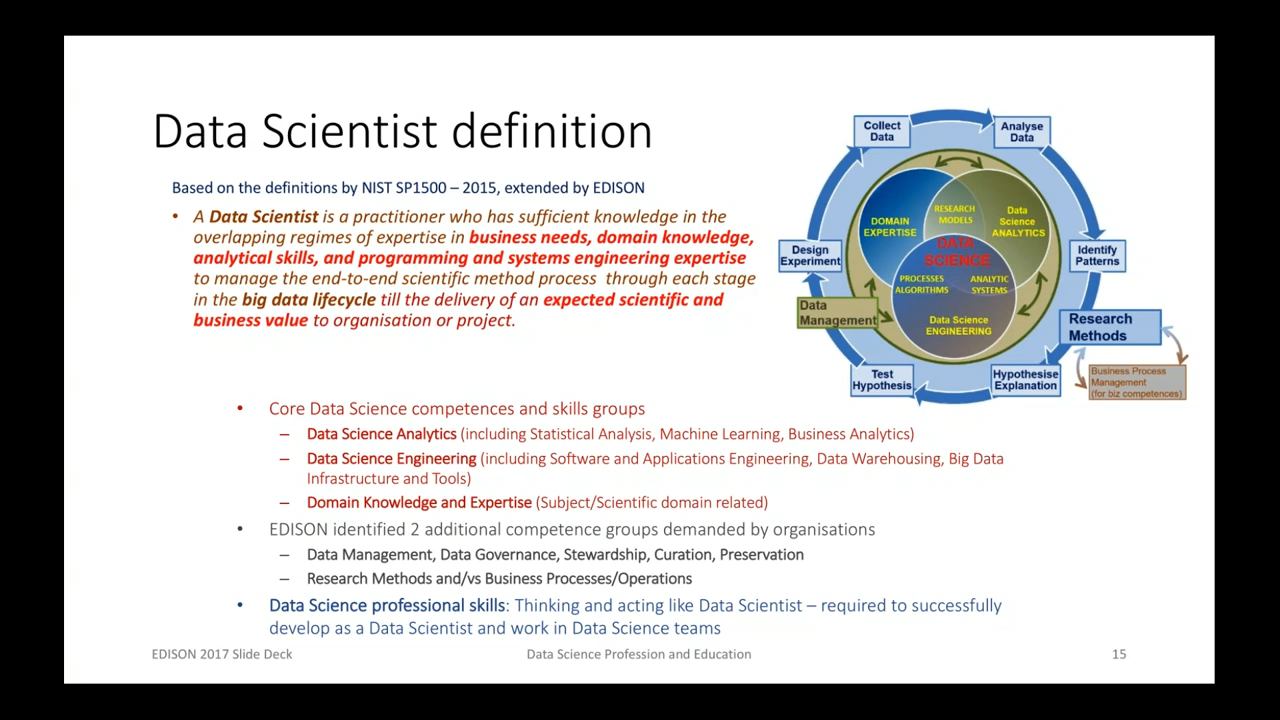 Data Scientist definition
Based on the definitions by NIST SP1500 – 2015, extended by EDISON
• A Data Scientist is a practitioner who has sufficient knowledge in the
overlapping regimes of expertise in business needs, domain knowledge,
analytical skills, and programming and systems engineering expertise
to manage the end-to-end scientific method process through each stage
in the big data lifecycle till the delivery of an expected scientific and
business value to organisation or project.
Collect
Data
Analyse
Data
Identify
Patterns
Research
Methods
Business Process
Management
(for biz competences)
Hypothesise
Explanation
Test
Hypothesis
Data
Management
Design
Experiment
DOMAIN
EXPERTISE
RESEARCH
MODELS
Data
Science
ANALYTICS
DATA
SCIENCE
PROCESSES
ALGORITHMS
ANALYTIC
SYSTEMS
Data Science
ENGINEERING
• Core Data Science competences and skills groups
– Data Science Analytics (including Statistical Analysis, Machine Learning, Business Analytics)
– Data Science Engineering (including Software and Applications Engineering, Data Warehousing, Big Data
Infrastructure and Tools)
– Domain Knowledge and Expertise (Subject/Scientific domain related)
• EDISON identified 2 additional competence groups demanded by organisations
– Data Management, Data Governance, Stewardship, Curation, Preservation
– Research Methods and/vs Business Processes/Operations
• Data Science professional skills: Thinking and acting like Data Scientist – required to successfully
develop as a Data Scientist and work in Data Science teams
EDISON 2017 Slide Deck
Data Science Profession and Education
15